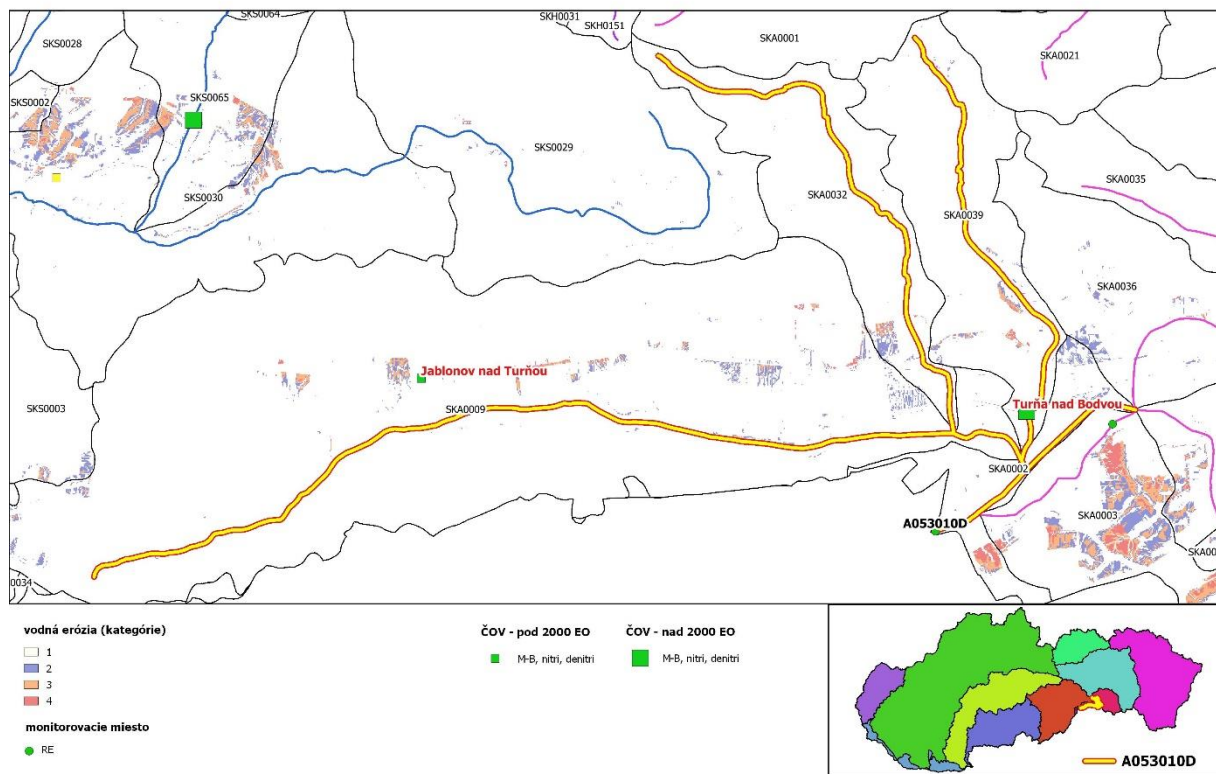 SKS0064
SKH0031
SKH0151
SKA0001
SKS0028
SKA0021
SKS0002
SKS0065
SKS0029
SKA0035
SKS0030
SKA0032
SKA0039
SKA0036
Jablonov nad Turňou
SKS0003
SKA0009
Turňa nad Bodvou
SKA0002
SKA0003
A053010D
SKA00
0034
vodná erózia (kategórie)
1
2
3
4
monitorovacie miesto
RE
ČOV - pod 2000 EO
M-B, nitri, denitri
ČOV - nad 2000 EO
M-B, nitri, denitri
A053010D